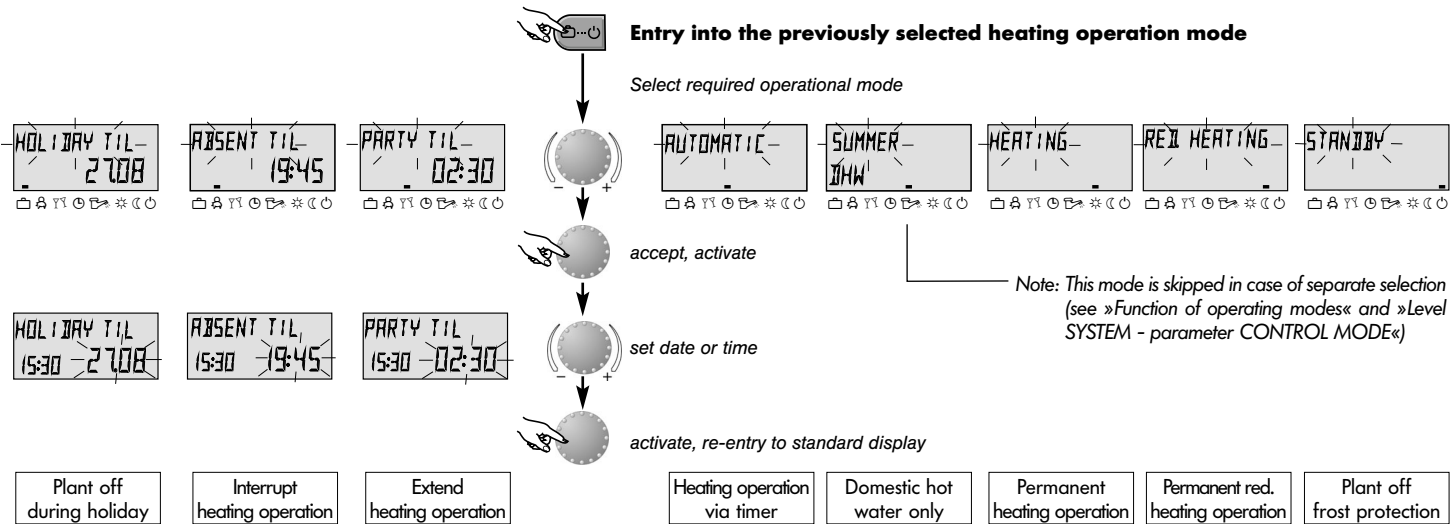 Entry into the previously selected heating operation mode
Select required operational mode
HOLIDAY TIL
27.08
ABSENT TIL
19:45
PARTY TIL
02:30
– +
AUTOMATIC
SUMMER
DHW
HEATING
RED. HEATING
STANDBY
accept, activate
Note: This mode is skipped in case of separate selection
(see »Function of operating modes« and »Level
SYSTEM - parameter CONTROL MODE«)
HOLIDAY TIL
15:30 27.08
ABSENT TIL
15:30 19:45
PARTY TIL
15:30 02:30
– +
set date or time
activate, re-entry to standard display
Plant off
during holiday
Interrupt
heating operation
Extend
heating operation
Heating operation
via timer
Domestic hot
water only
Permanent
heating operation
Permanent red.
heating operation
Plant off
frost protection